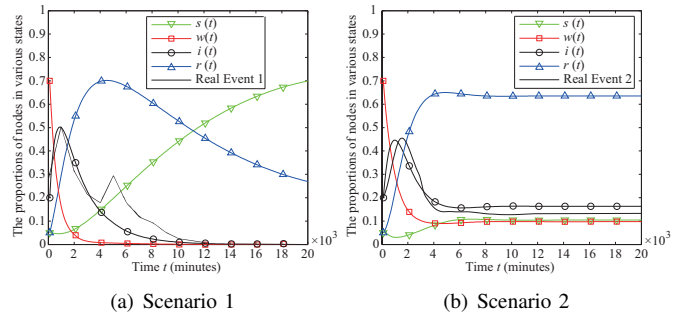 The proportions of nodes in various states
1
0.9
0.8
0.7
0.6
0.5
0.4
0.3
0.2
0.1
0
s (t)
w(t)
i (t)
r (t)
Real Event 1
0 2 4 6 8 10 12 14 16 18 20
×10³
Time t (minutes)
(a) Scenario 1
The proportions of nodes in various states
1
0.9
0.8
0.7
0.6
0.5
0.4
0.3
0.2
0.1
0
s (t)
w(t)
i (t)
r (t)
Real Event 2
0 2 4 6 8 10 12 14 16 18 20
×10³
Time t (minutes)
(b) Scenario 2